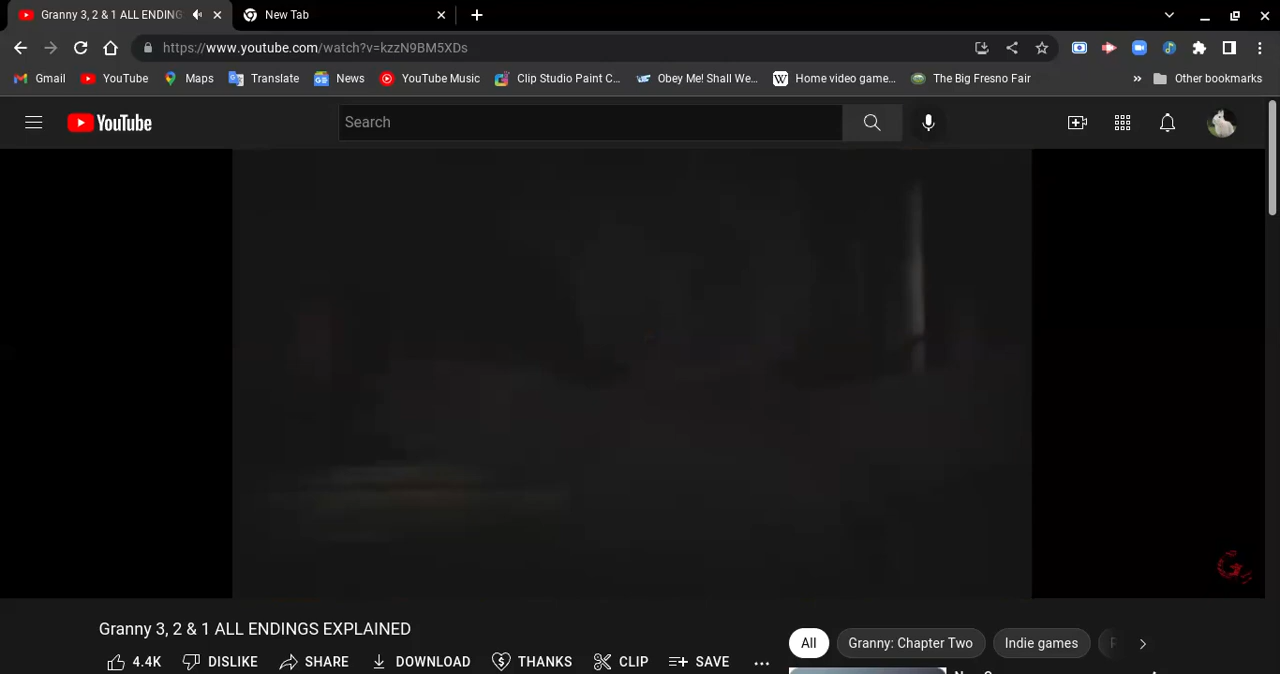 Granny 3, 2 & 1 ALL ENDING
New Tab
https://www.youtube.com/watch?v=kzzN9BM5XDs
Gmail YouTube Maps Translate News YouTube Music Clip Studio Paint C... Obey Me! Shall We... Home video game... The Big Fresno Fair » Other bookmarks
YouTube
Search
Granny 3, 2 & 1 ALL ENDINGS EXPLAINED
All Granny: Chapter Two Indie games
4.4K DISLIKE SHARE DOWNLOAD THANKS CLIP SAVE ...